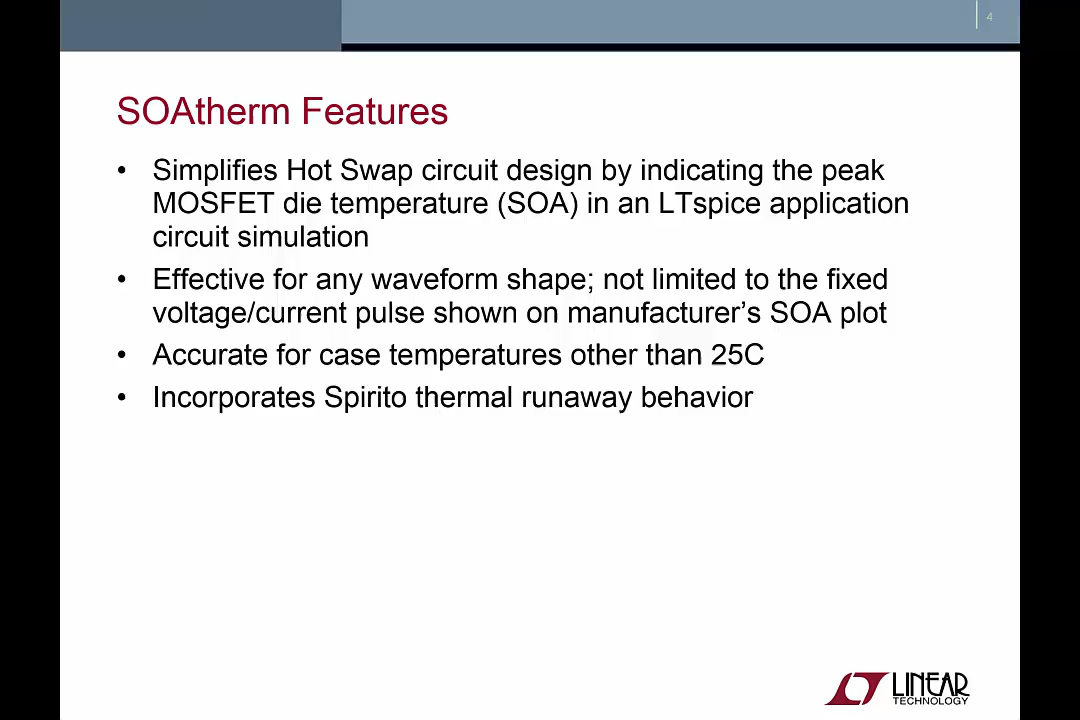 4
SOAtherm Features
• Simplifies Hot Swap circuit design by indicating the peak
MOSFET die temperature (SOA) in an LTspice application
circuit simulation
• Effective for any waveform shape; not limited to the fixed
voltage/current pulse shown on manufacturer’s SOA plot
• Accurate for case temperatures other than 25C
• Incorporates Spirito thermal runaway behavior
LINEAR
TECHNOLOGY